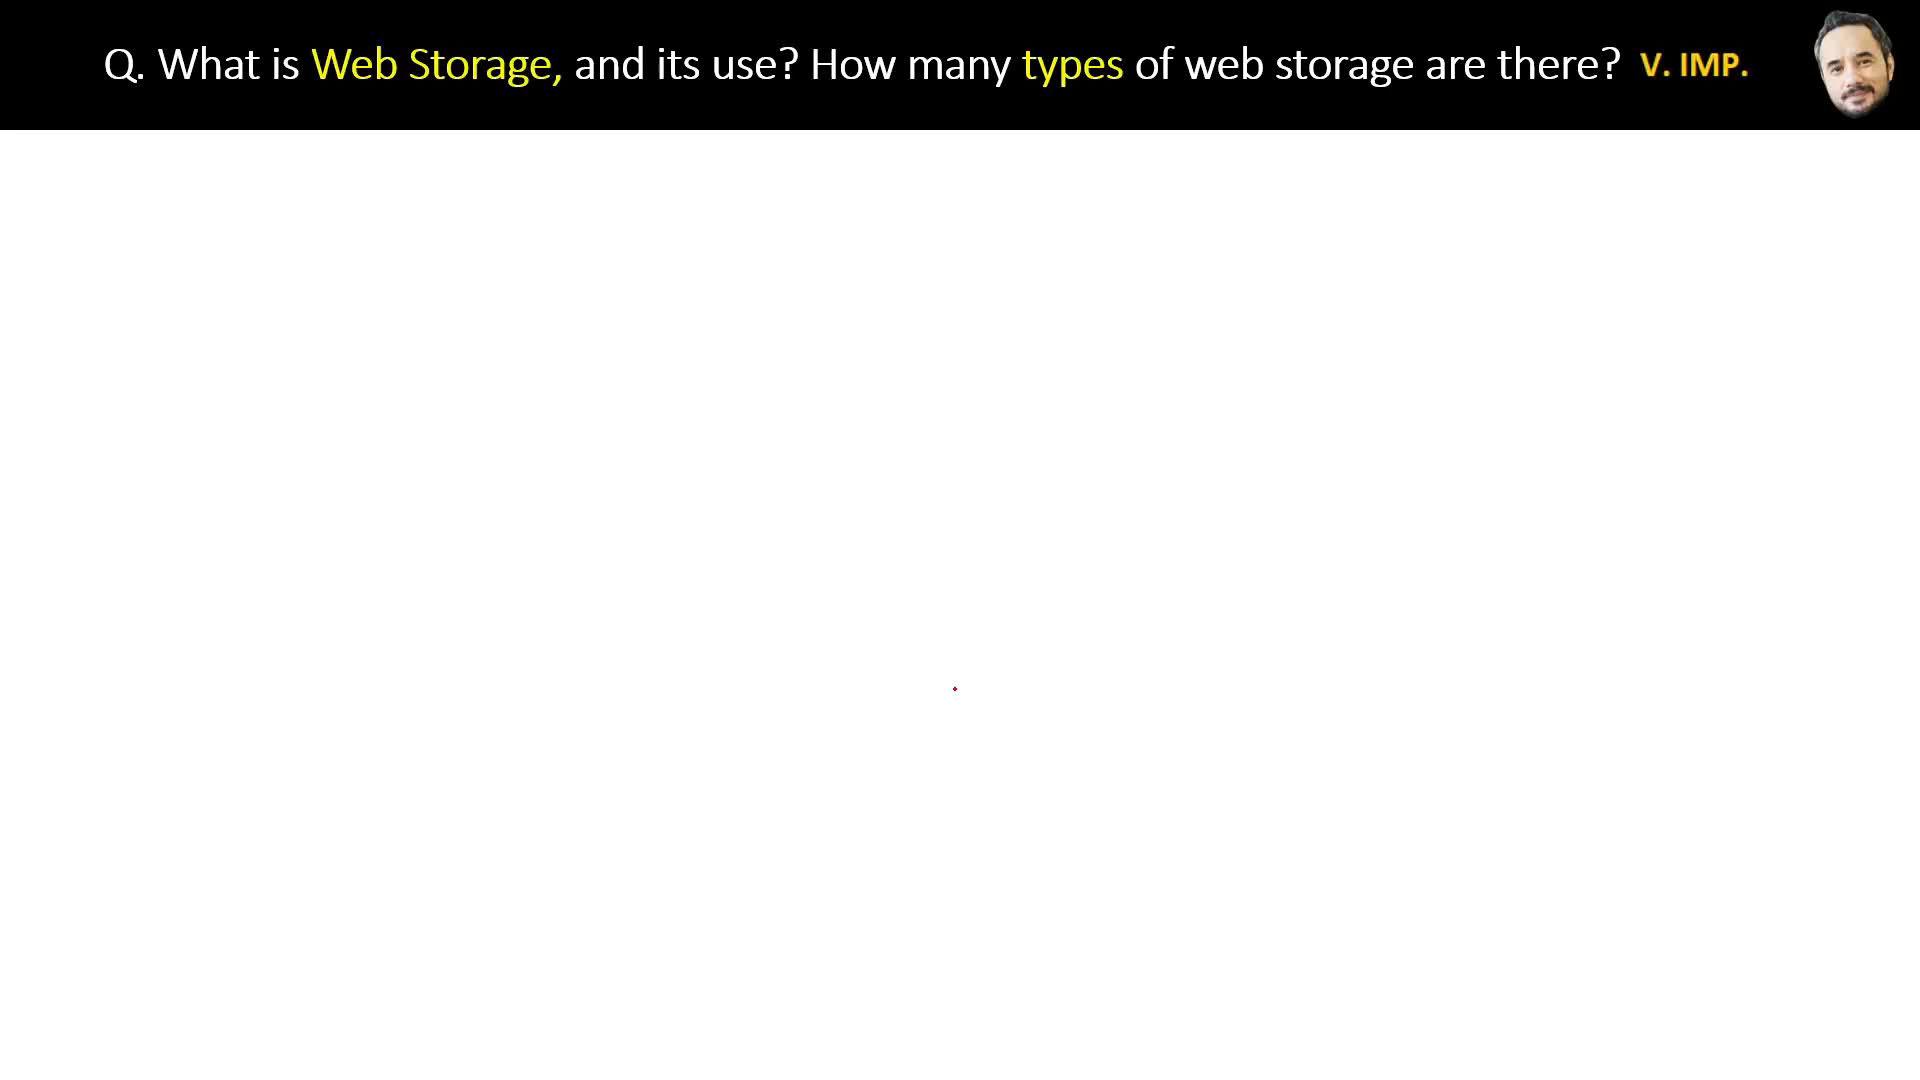 Q. What is Web Storage, and its use? How many types of web storage are there? V. IMP.